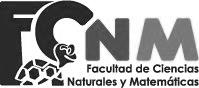 FCNM
Facultad de Ciencias
Naturales y Matemáticas